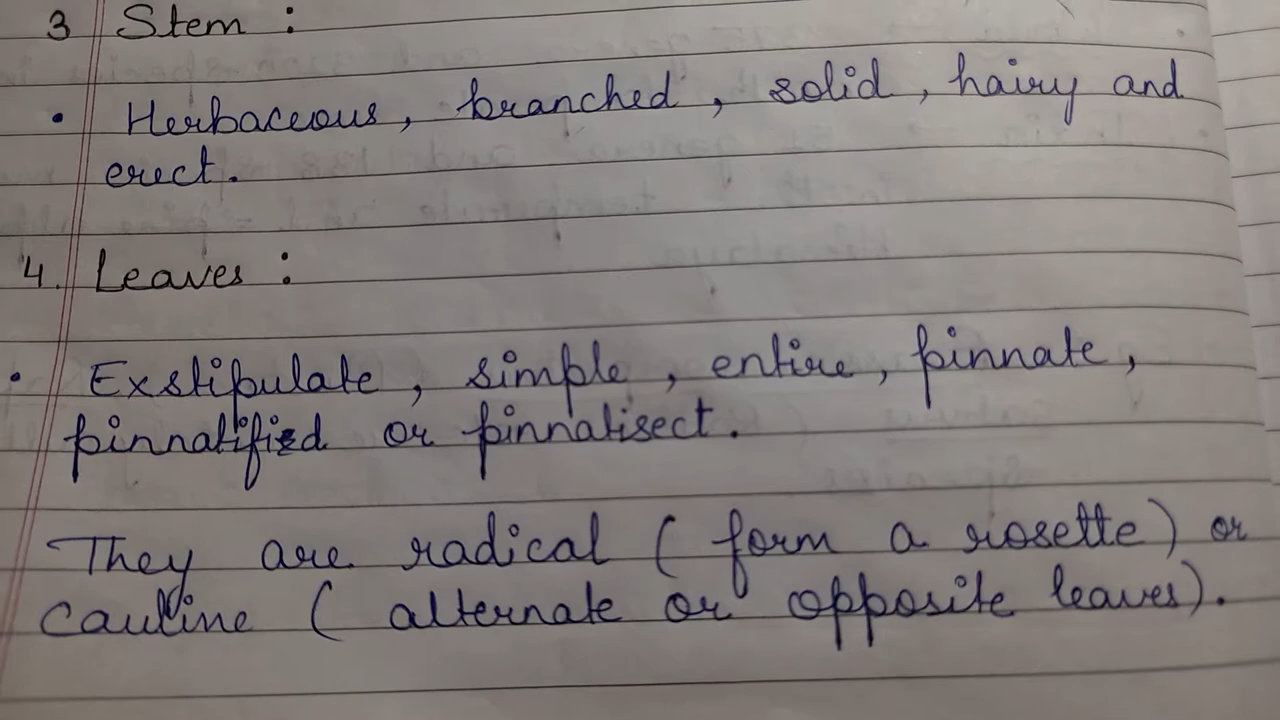 3 Stem :
• Herbaceous, branched, solid, hairy and
erect.
4. Leaves :
• Exstipulate, simple, entire, pinnate,
pinnatifid or pinnatisect.
They are radical ( form a rosette) or
Cauline ( alternate or opposite leaves).